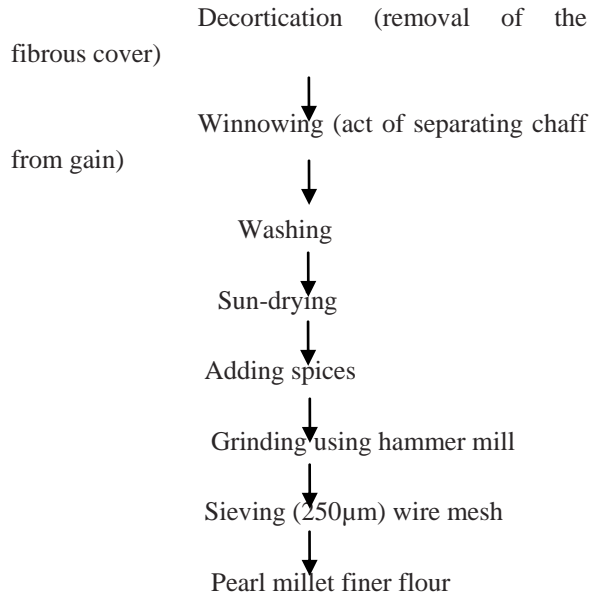 Decortication (removal of the
fibrous cover)
Winnowing (act of separating chaff
from gain)
Washing
Sun-drying
Adding spices
Grinding using hammer mill
Sieving (250µm) wire mesh
Pearl millet finer flour